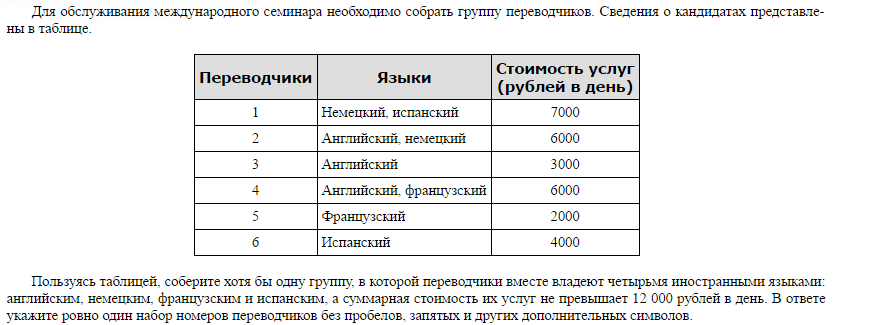 Для обслуживания международного семинара необходимо собрать группу переводчиков. Сведения о кандидатах представле-
ны в таблице.
Переводчики Языки Стоимость услуг
(рублей в день)
1 Немецкий, испанский 7000
2 Английский, немецкий 6000
3 Английский 3000
4 Английский, французский 6000
5 Французский 2000
6 Испанский 4000
Пользуясь таблицей, соберите хотя бы одну группу, в которой переводчики вместе владеют четырьмя иностранными языками:
английским, немецким, французским и испанским, а суммарная стоимость их услуг не превышает 12 000 рублей в день. В ответе
укажите ровно один набор номеров переводчиков без пробелов, запятых и других дополнительных символов.